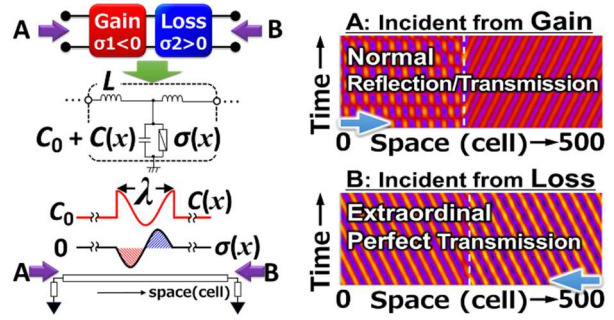 A
Gain
σ1<0
Loss
σ2>0
B
L
C₀ + C(x)
σ(x)
λ
C₀
C(x)
0
σ(x)
A
B
space(cell)
A: Incident from Gain
Time→
Normal
Reflection/Transmission
0 Space (cell)→500
B: Incident from Loss
Time→
Extraordinal
Perfect Transmission
0 Space (cell)→500